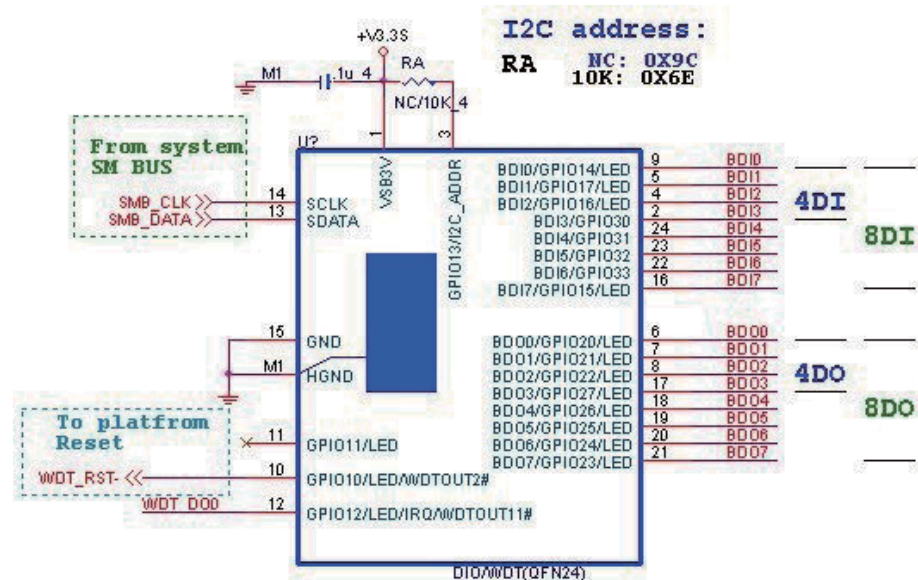 I2C address:
RA NC: 0X9C
10K: 0X6E
+V3.3S
M1 .1u_4 RA
NC/10K_4
1 3
U?
From system
SM BUS
SMB_CLK 14 SCLK
SMB_DATA 13 SDATA
VSB3V
GPIO13/I2C_ADDR
BDI0/GPIO14/LED 9 BDI0
BDI1/GPIO17/LED 5 BDI1
BDI2/GPIO16/LED 4 BDI2
BDI3/GPIO30 2 BDI3
BDI4/GPIO31 24 BDI4
BDI5/GPIO32 23 BDI5
BDI6/GPIO33 22 BDI6
BDI7/GPIO15/LED 16 BDI7
4DI
8DI
15 GND
M1 HGND
BDO0/GPIO20/LED 6 BDO0
BDO1/GPIO21/LED 7 BDO1
BDO2/GPIO22/LED 8 BDO2
BDO3/GPIO27/LED 17 BDO3
BDO4/GPIO26/LED 18 BDO4
BDO5/GPIO25/LED 19 BDO5
BDO6/GPIO24/LED 20 BDO6
BDO7/GPIO23/LED 21 BDO7
4DO
8DO
To platfrom
Reset
11 GPIO11/LED
WDT_RST- 10 GPIO10/LED/WDTOUT2#
WDT_DO0 12 GPIO12/LED/IRQ/WDTOUT11#
DIO/WDT(QFN24)